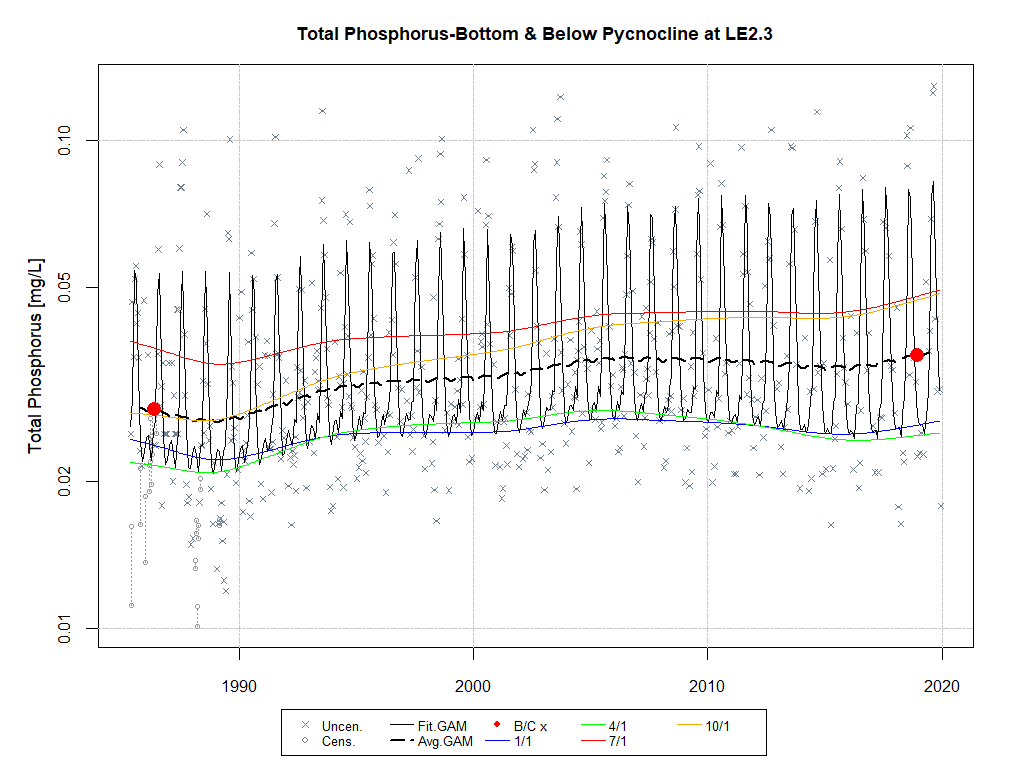 Total Phosphorus-Bottom & Below Pycnocline at LE2.3
Total Phosphorus [mg/L]
0.10
0.05
0.02
0.01
1990 2000 2010 2020
Uncen. Fit.GAM B/C x 4/1 10/1
Cens. Avg.GAM 1/1 7/1